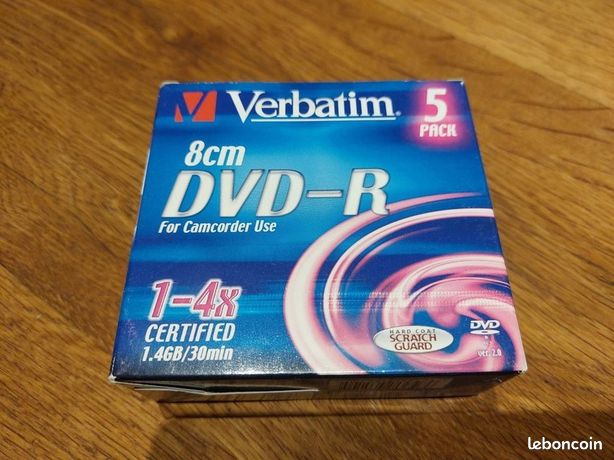 Verbatim.
5
PACK
8cm
DVD-R
For Camcorder Use
1-4x
CERTIFIED
1.4GB/30min
HARD COAT
SCRATCH
GUARD
DVD
R
ver. 2.0
leboncoin